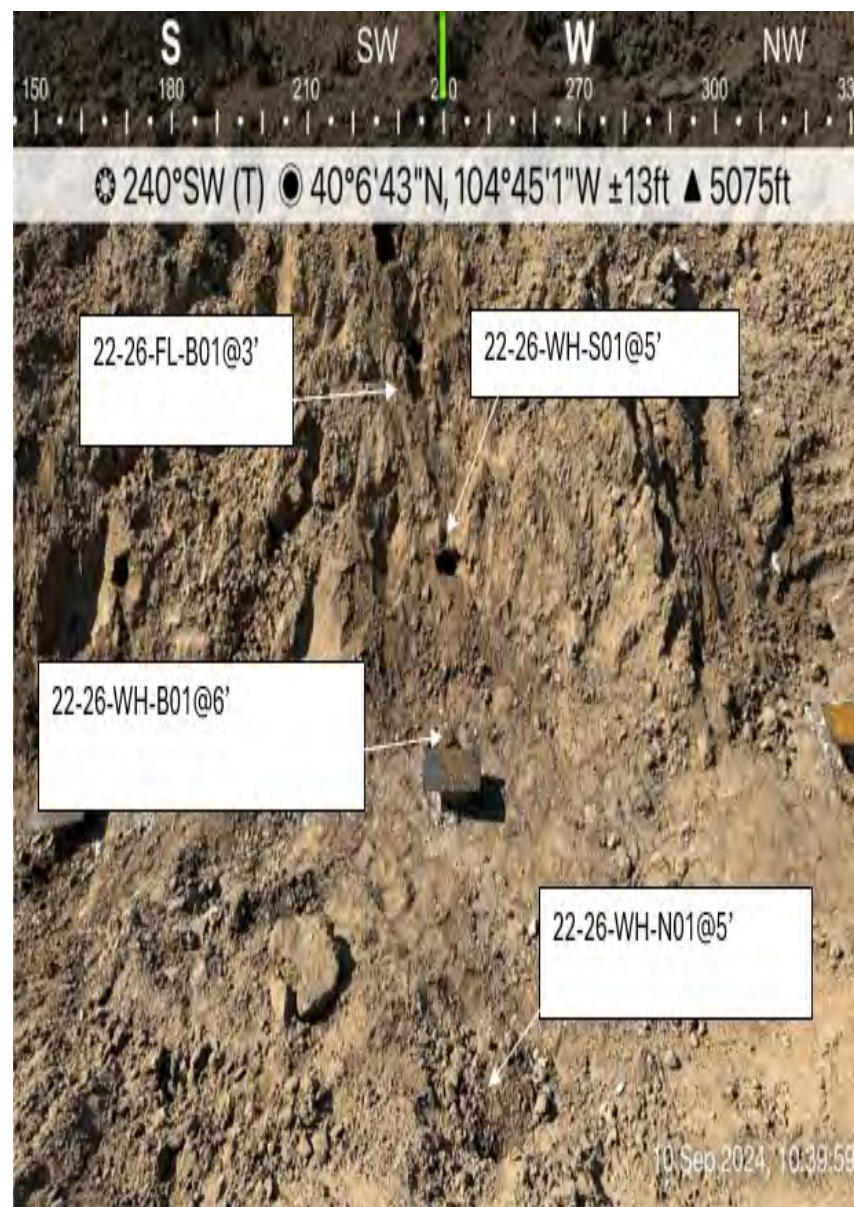 S SW W NW
150 180 210 240 270 300 33
240°SW (T) 40°6'43"N, 104°45'1"W ±13ft ▲ 5075ft
22-26-FL-B01@3’
22-26-WH-S01@5’
22-26-WH-B01@6’
22-26-WH-N01@5’
10 Sep 2024, 10:39:59